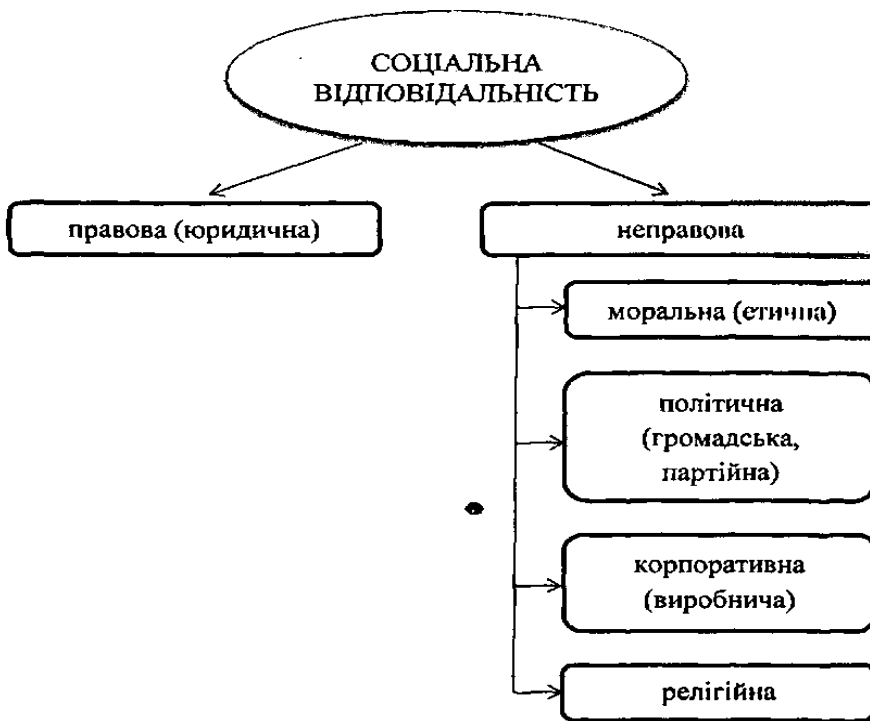 СОЦІАЛЬНА
ВІДПОВІДАЛЬНІСТЬ
правова (юридична)
неправова
моральна (етична)
політична
(громадська,
партійна)
корпоративна
(виробнича)
релігійна